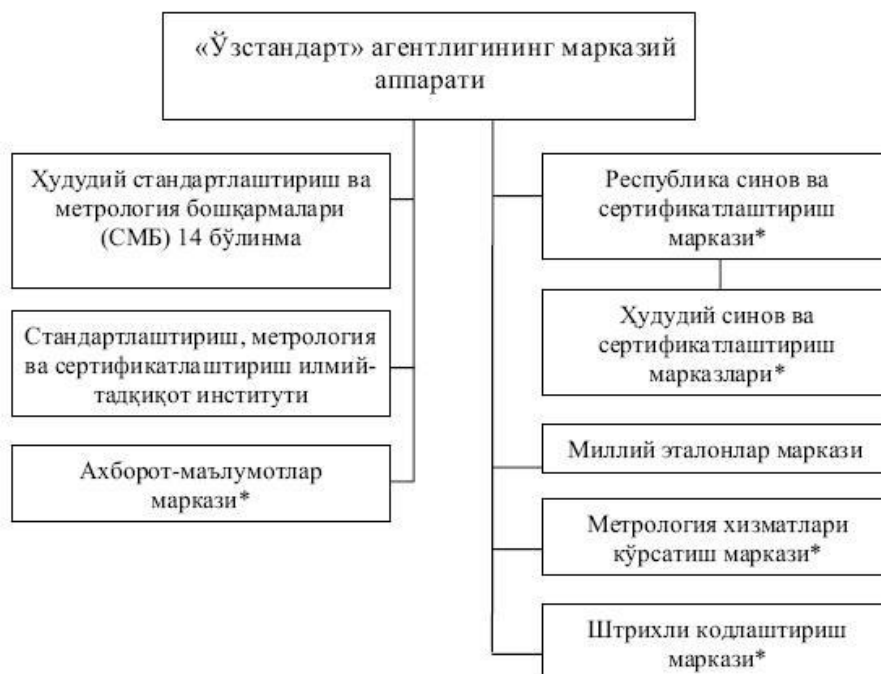 «Ўзстандарт» агентлигининг марказий
аппарати
Ҳудудий стандартлаштириш ва
метрология бошқармалари
(СМБ) 14 бўлинма
Стандартлаштириш, метрология
ва сертификатлаштириш илмий-
тадқиқот институти
Ахборот-маълумотлар
маркази*
Республика синов ва
сертификатлаштириш
маркази*
Ҳудудий синов ва
сертификатлаштириш
марказлари*
Миллий эталонлар маркази
Метрология хизматлари
кўрсатиш маркази*
Штрихли кодлаштириш
маркази*